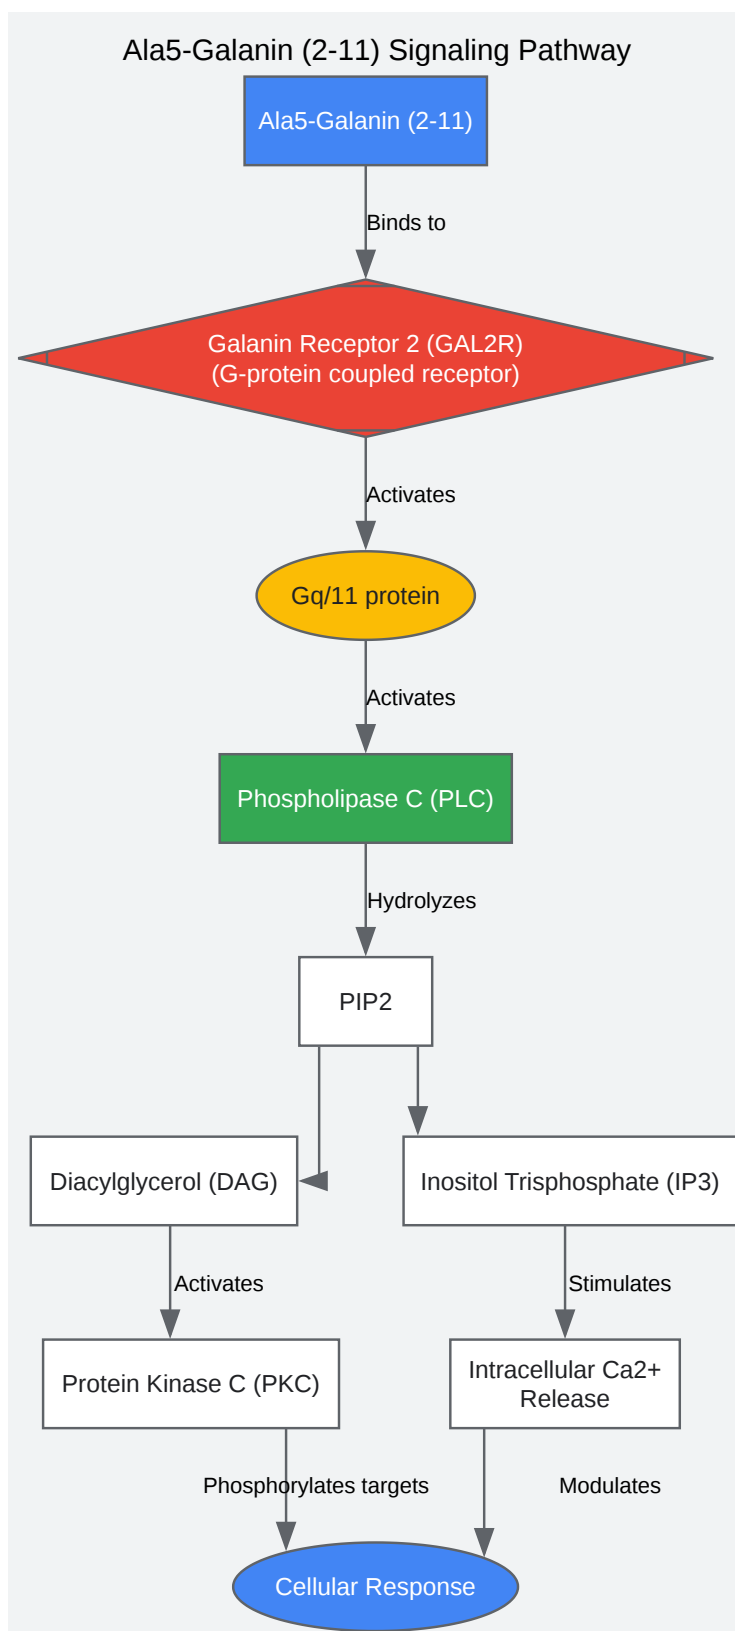 Ala5-Galanin (2-11) Signaling Pathway
Ala5-Galanin (2-11)
Binds to
Galanin Receptor 2 (GAL2R)
(G-protein coupled receptor)
Activates
Gq/11 protein
Activates
Phospholipase C (PLC)
Hydrolyzes
PIP2
Diacylglycerol (DAG)
Inositol Trisphosphate (IP3)
Activates
Stimulates
Protein Kinase C (PKC)
Intracellular Ca2+
Release
Phosphorylates targets
Modulates
Cellular Response